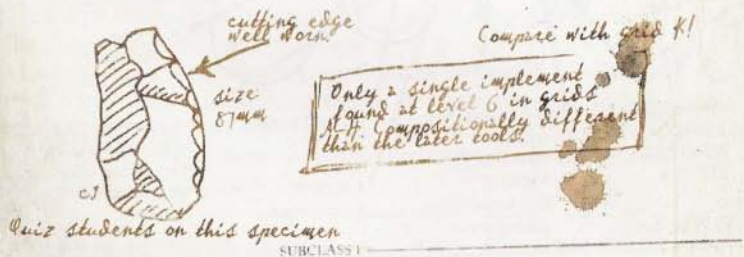 cutting edge
well worn.
Compare with grid K!
size
87mm
Only a single implement
found at level 6 in grids
Compositionally different
than the later tools.
CJ
Quiz students on this specimen
SUBCLASS I